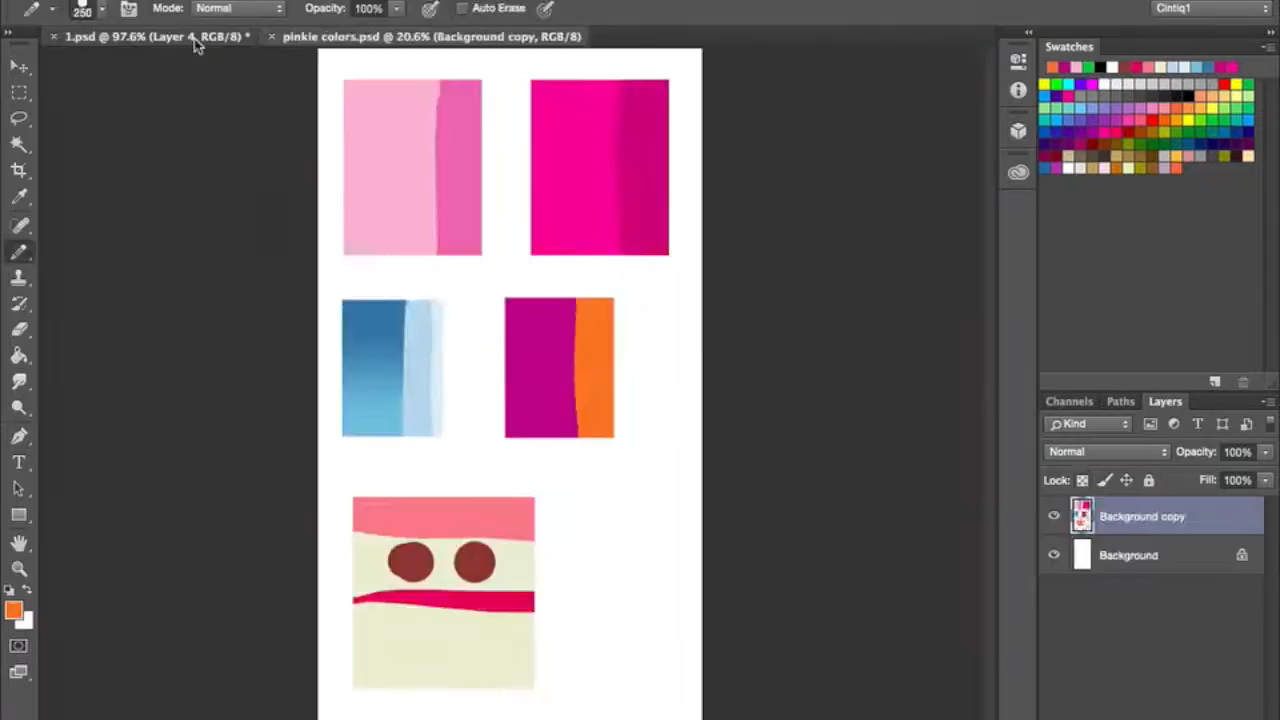 250 Mode: Normal Opacity: 100% Auto Erase Cintiq1
1.psd @ 97.6% (Layer 4, RGB/8) * pinkie colors.psd @ 20.6% (Background copy, RGB/8)
Swatches
Channels Paths Layers
Kind
Normal Opacity: 100%
Lock: Fill: 100%
Background copy
Background